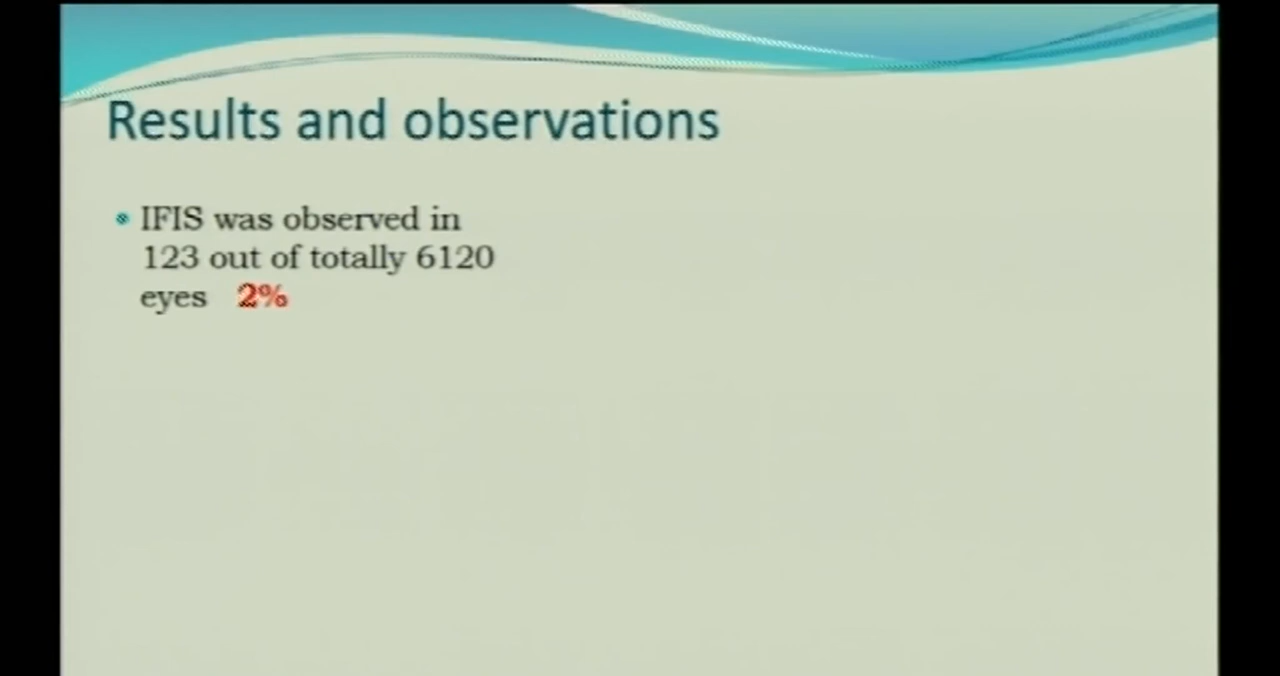 Results and observations
IFIS was observed in
123 out of totally 6120
eyes 2%